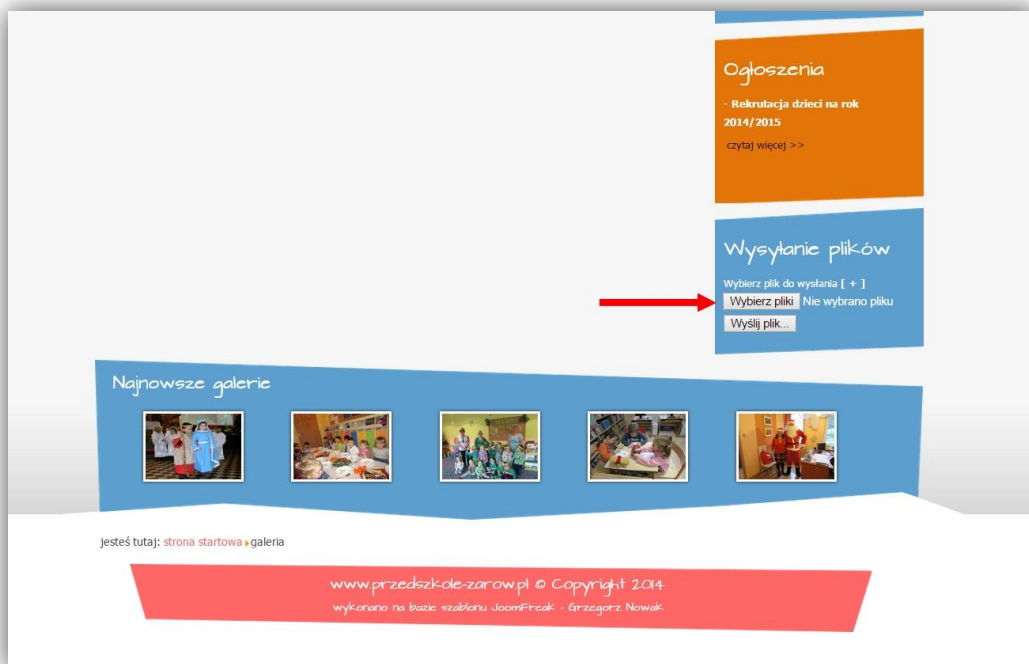 Ogłoszenia
- Rekrutacja dzieci na rok
2014/2015
czytaj więcej >>
Wysyłanie plików
Wybierz plik do wysłania [ + ]
Wybierz pliki Nie wybrano pliku
Wyślij plik...
Najnowsze galerie
jesteś tutaj: strona startowa galeria
www.przedszkole-zarow.pl © Copyright 2014
wykonano na bazie szablonu JoomFreak - Grzegorz Nowak